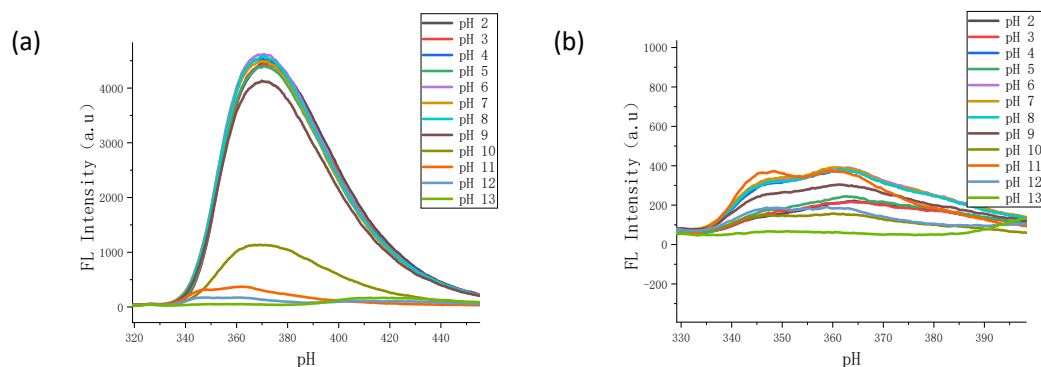 (a)
FL Intensity (a.u)
4000
3000
2000
1000
0
320 340 360 380 400 420 440
pH
pH 2
pH 3
pH 4
pH 5
pH 6
pH 7
pH 8
pH 9
pH 10
pH 11
pH 12
pH 13
(b)
FL Intensity (a.u)
1000
800
600
400
200
0
−200
330 340 350 360 370 380 390
pH
pH 2
pH 3
pH 4
pH 5
pH 6
pH 7
pH 8
pH 9
pH 10
pH 11
pH 12
pH 13